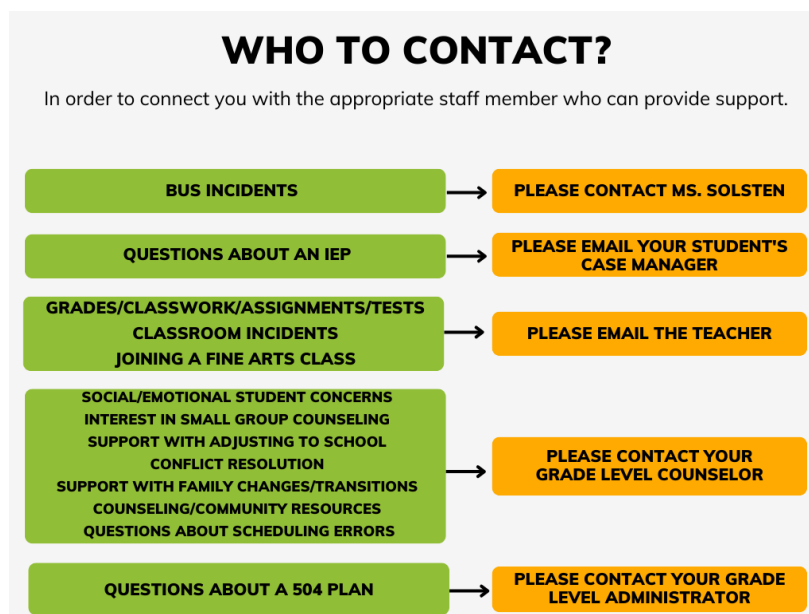 WHO TO CONTACT?
In order to connect you with the appropriate staff member who can provide support.
BUS INCIDENTS
PLEASE CONTACT MS. SOLSTEN
QUESTIONS ABOUT AN IEP
PLEASE EMAIL YOUR STUDENT'S
CASE MANAGER
GRADES/CLASSWORK/ASSIGNMENTS/TESTS
CLASSROOM INCIDENTS
JOINING A FINE ARTS CLASS
PLEASE EMAIL THE TEACHER
SOCIAL/EMOTIONAL STUDENT CONCERNS
INTEREST IN SMALL GROUP COUNSELING
SUPPORT WITH ADJUSTING TO SCHOOL
CONFLICT RESOLUTION
SUPPORT WITH FAMILY CHANGES/TRANSITIONS
COUNSELING/COMMUNITY RESOURCES
QUESTIONS ABOUT SCHEDULING ERRORS
PLEASE CONTACT YOUR
GRADE LEVEL COUNSELOR
QUESTIONS ABOUT A 504 PLAN
PLEASE CONTACT YOUR GRADE
LEVEL ADMINISTRATOR